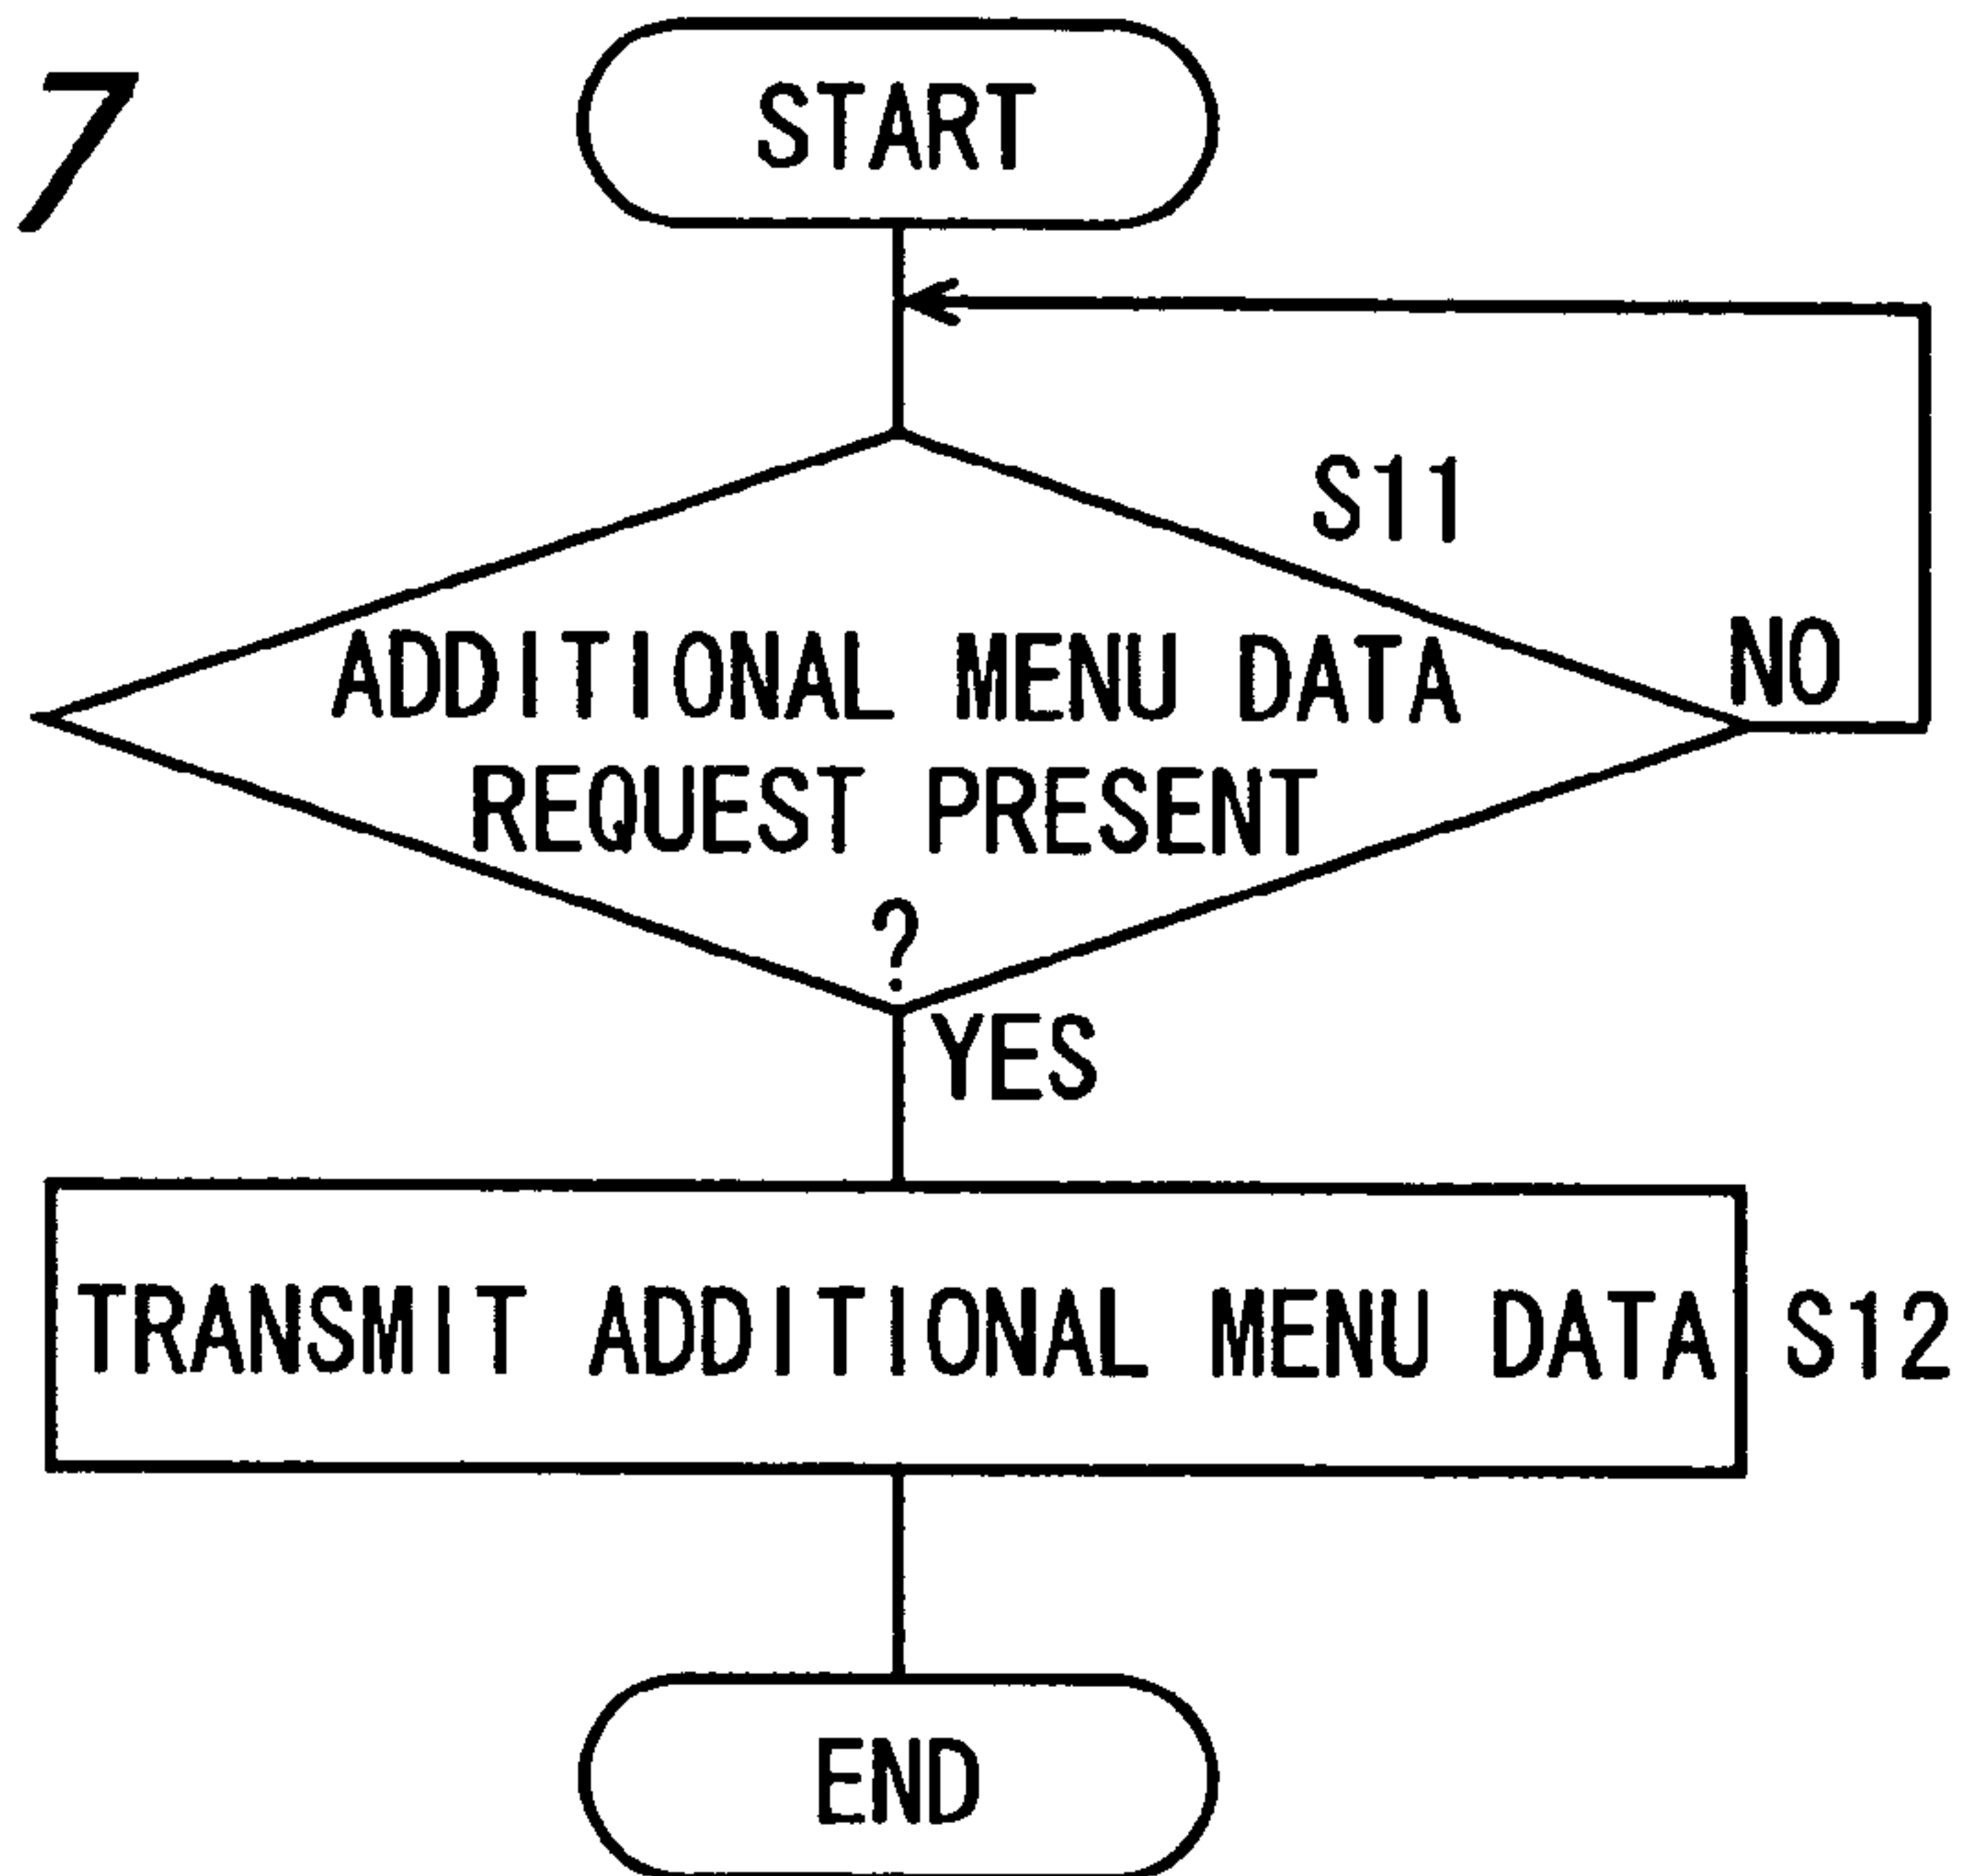 7
START
S11
ADDITIONAL MENU DATA
REQUEST PRESENT
?
NO
YES
TRANSMIT ADDITIONAL MENU DATA
S12
END